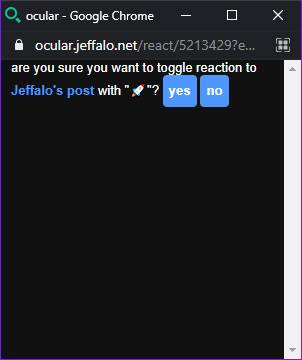 ocular - Google Chrome
ocular.jeffalo.net/react/5213429?e...
are you sure you want to toggle reaction to
Jeffalo's post with "🚀"? yes no